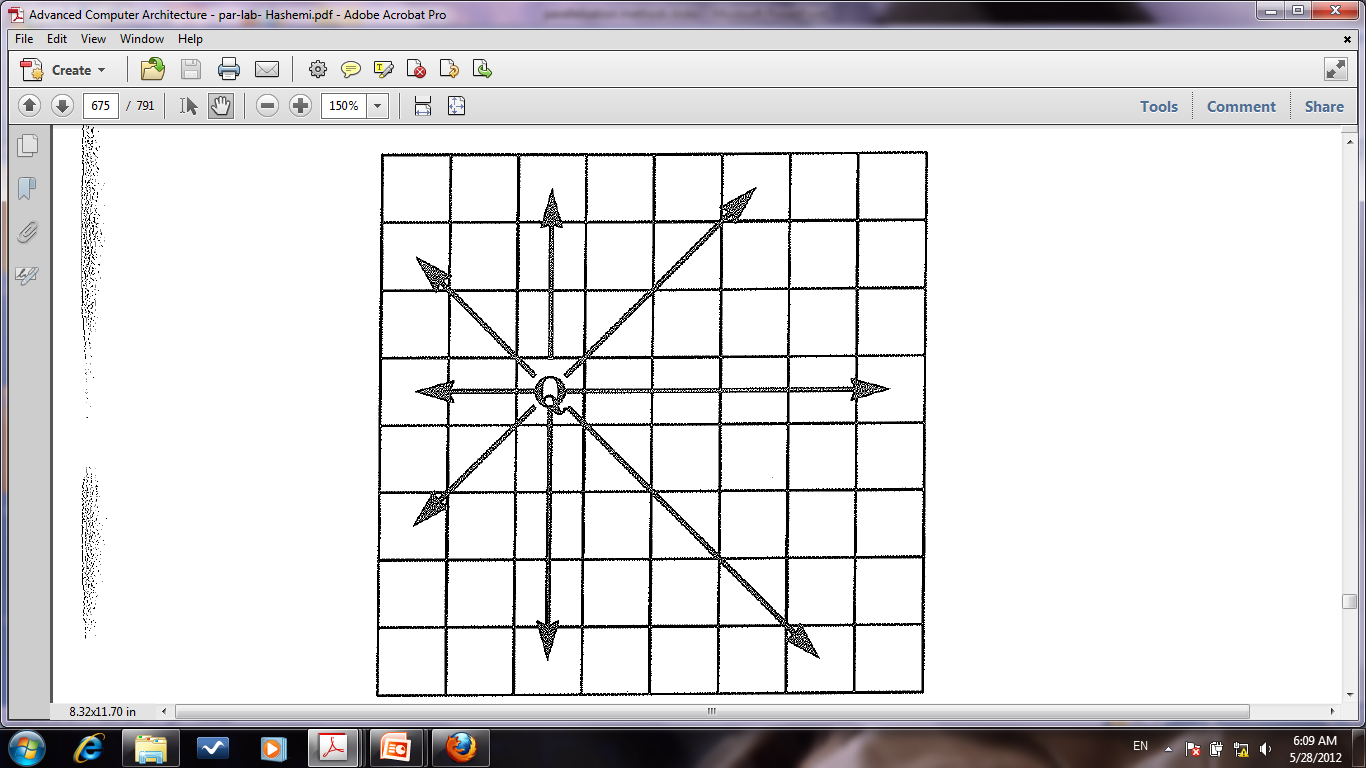 Advanced Computer Architecture - par-lab- Hashemi.pdf - Adobe Acrobat Pro
File Edit View Window Help
Create
675 / 791 150% Tools Comment Share
Q
8.32x11.70 in
EN 6:09 AM
5/28/2012